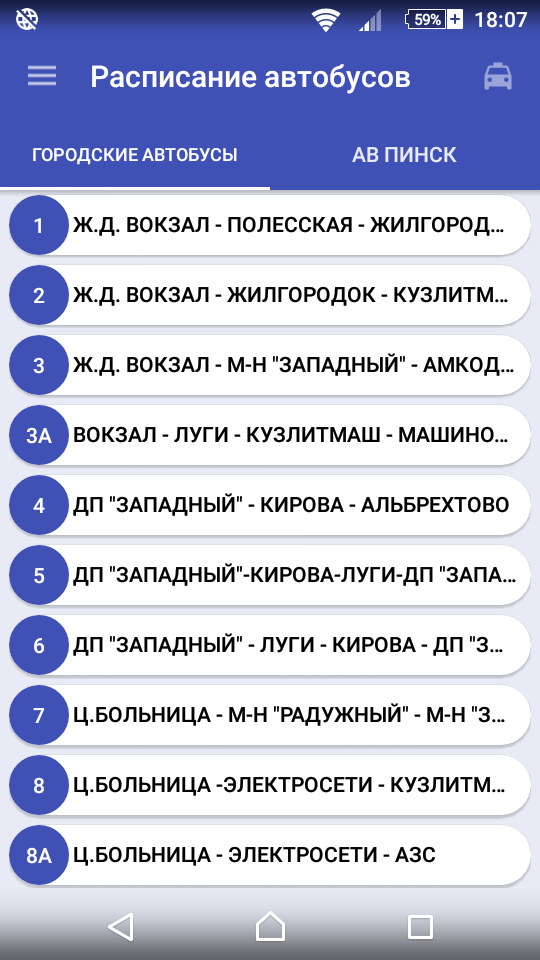 59% 18:07
Расписание автобусов
ГОРОДСКИЕ АВТОБУСЫ АВ ПИНСК
1 Ж.Д. ВОКЗАЛ - ПОЛЕССКАЯ - ЖИЛГОРОД...
2 Ж.Д. ВОКЗАЛ - ЖИЛГОРОДОК - КУЗЛИТМ...
3 Ж.Д. ВОКЗАЛ - М-Н "ЗАПАДНЫЙ" - АМКОД...
3А ВОКЗАЛ - ЛУГИ - КУЗЛИТМАШ - МАШИНО...
4 ДП "ЗАПАДНЫЙ" - КИРОВА - АЛЬБРЕХТОВО
5 ДП "ЗАПАДНЫЙ"-КИРОВА-ЛУГИ-ДП "ЗАПА...
6 ДП "ЗАПАДНЫЙ" - ЛУГИ - КИРОВА - ДП "З...
7 Ц.БОЛЬНИЦА - М-Н "РАДУЖНЫЙ" - М-Н "З...
8 Ц.БОЛЬНИЦА -ЭЛЕКТРОСЕТИ - КУЗЛИТМ...
8А Ц.БОЛЬНИЦА - ЭЛЕКТРОСЕТИ - АЗС